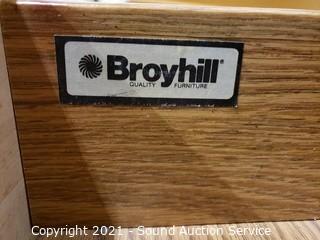 Broyhill®
QUALITY FURNITURE
Copyright 2021 - Sound Auction Service